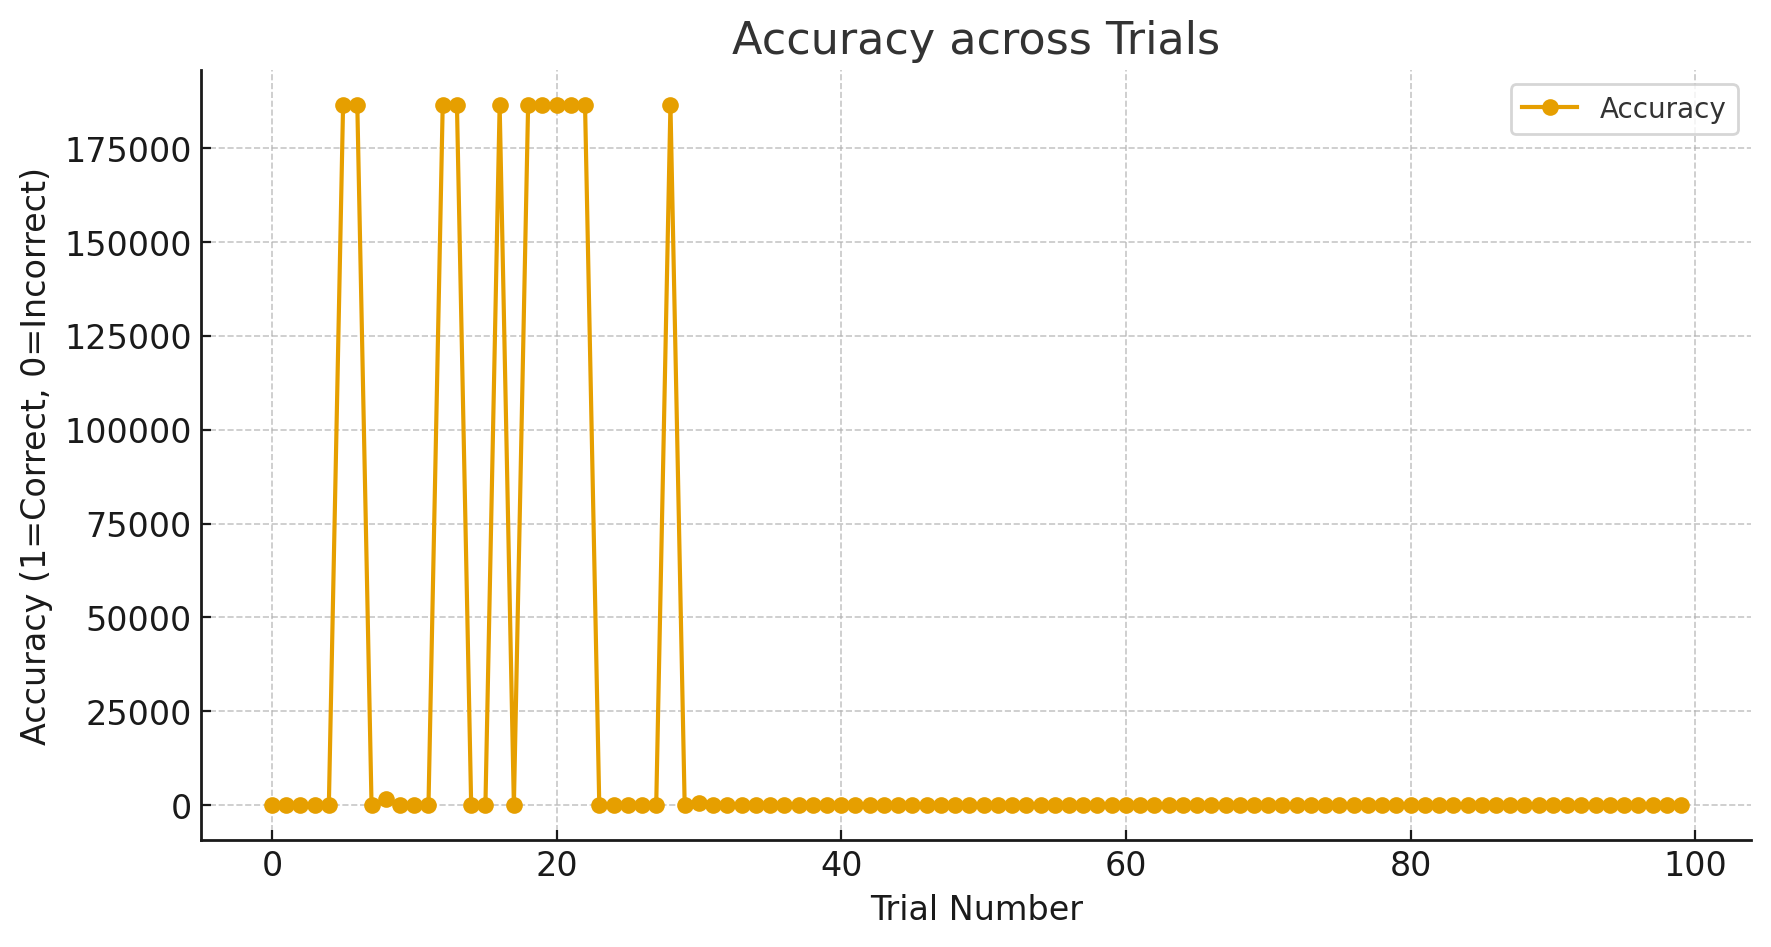 Accuracy across Trials
Accuracy
175000
150000
125000
100000
75000
50000
25000
0
Accuracy (1=Correct, 0=Incorrect)
0 20 40 60 80 100
Trial Number